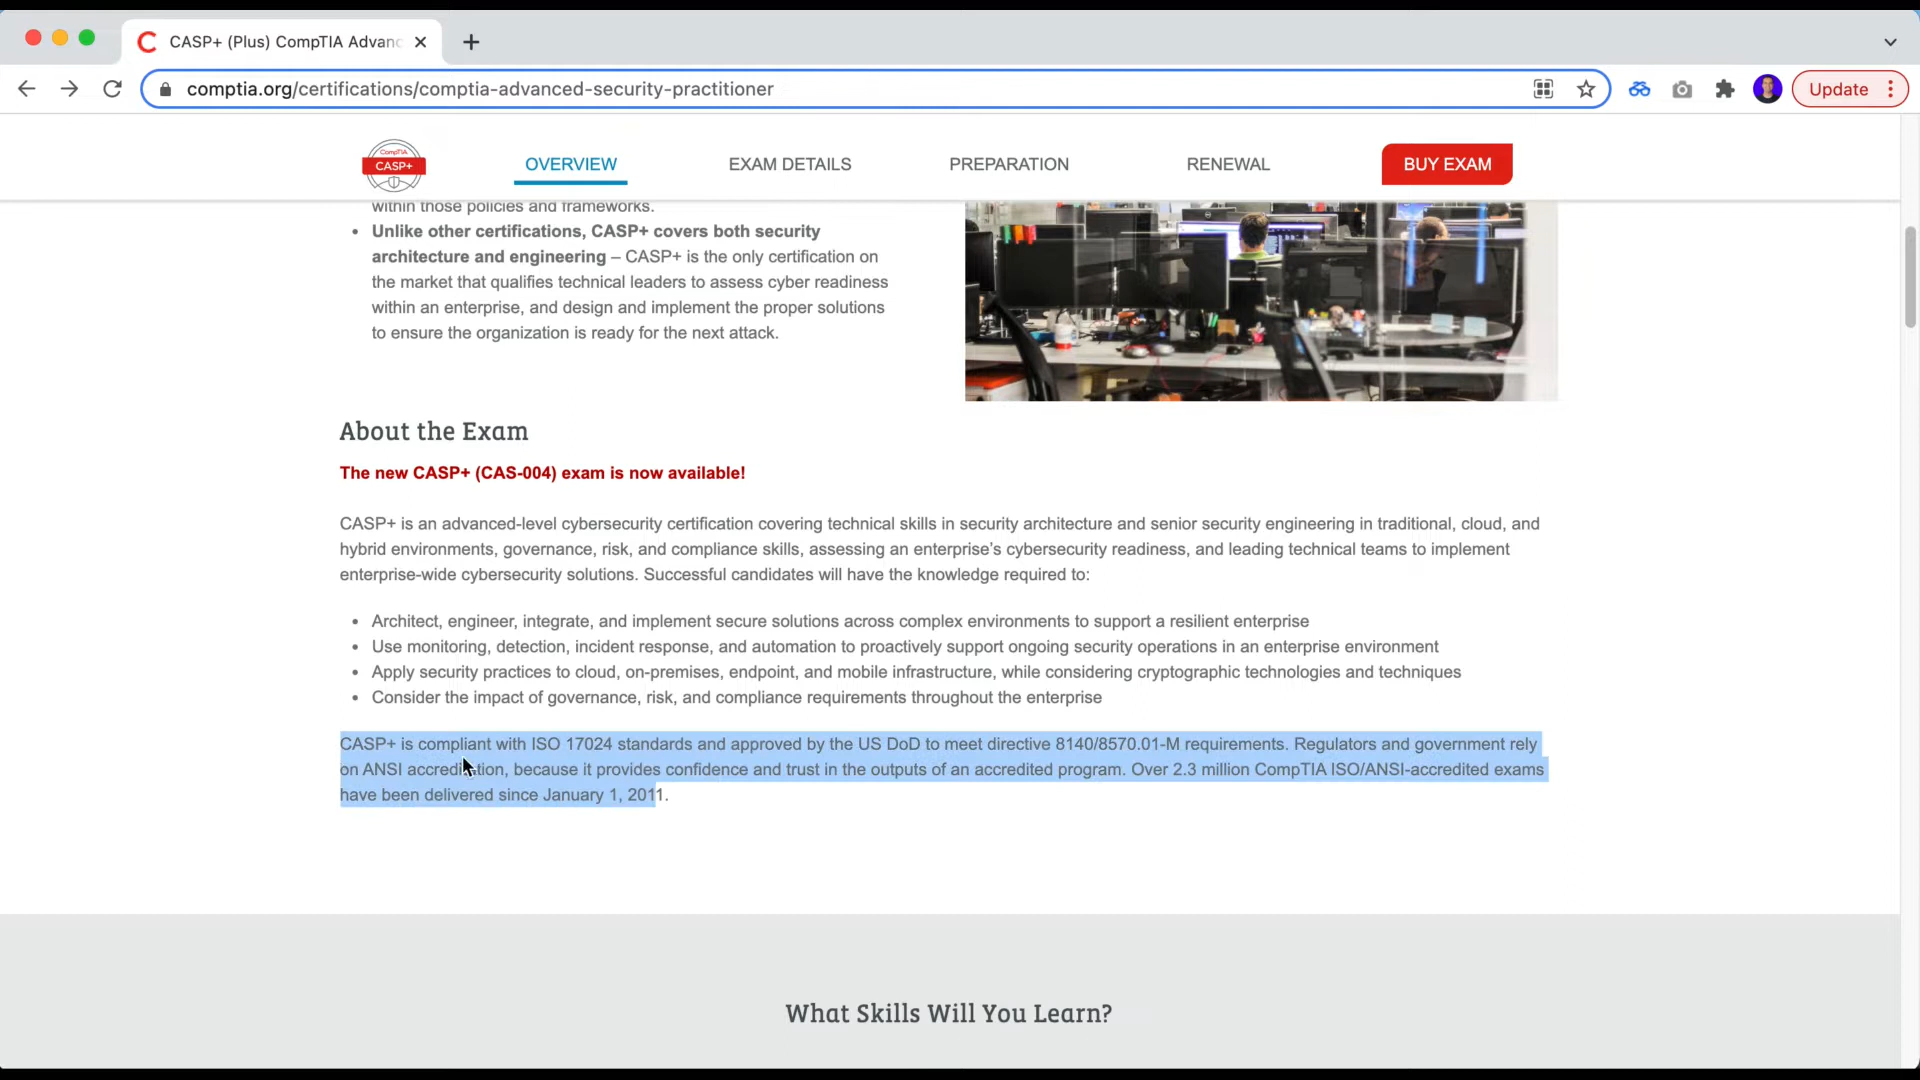 CASP+ (Plus) CompTIA Advanc
comptia.org/certifications/comptia-advanced-security-practitioner
Update
CompTIA
CASP+
OVERVIEW
EXAM DETAILS
PREPARATION
RENEWAL
BUY EXAM
within those policies and frameworks.
• Unlike other certifications, CASP+ covers both security
architecture and engineering – CASP+ is the only certification on
the market that qualifies technical leaders to assess cyber readiness
within an enterprise, and design and implement the proper solutions
to ensure the organization is ready for the next attack.
About the Exam
The new CASP+ (CAS-004) exam is now available!
CASP+ is an advanced-level cybersecurity certification covering technical skills in security architecture and senior security engineering in traditional, cloud, and
hybrid environments, governance, risk, and compliance skills, assessing an enterprise’s cybersecurity readiness, and leading technical teams to implement
enterprise-wide cybersecurity solutions. Successful candidates will have the knowledge required to:
• Architect, engineer, integrate, and implement secure solutions across complex environments to support a resilient enterprise
• Use monitoring, detection, incident response, and automation to proactively support ongoing security operations in an enterprise environment
• Apply security practices to cloud, on-premises, endpoint, and mobile infrastructure, while considering cryptographic technologies and techniques
• Consider the impact of governance, risk, and compliance requirements throughout the enterprise
CASP+ is compliant with ISO 17024 standards and approved by the US DoD to meet directive 8140/8570.01-M requirements. Regulators and government rely
on ANSI accreditation, because it provides confidence and trust in the outputs of an accredited program. Over 2.3 million CompTIA ISO/ANSI-accredited exams
have been delivered since January 1, 2011.
What Skills Will You Learn?